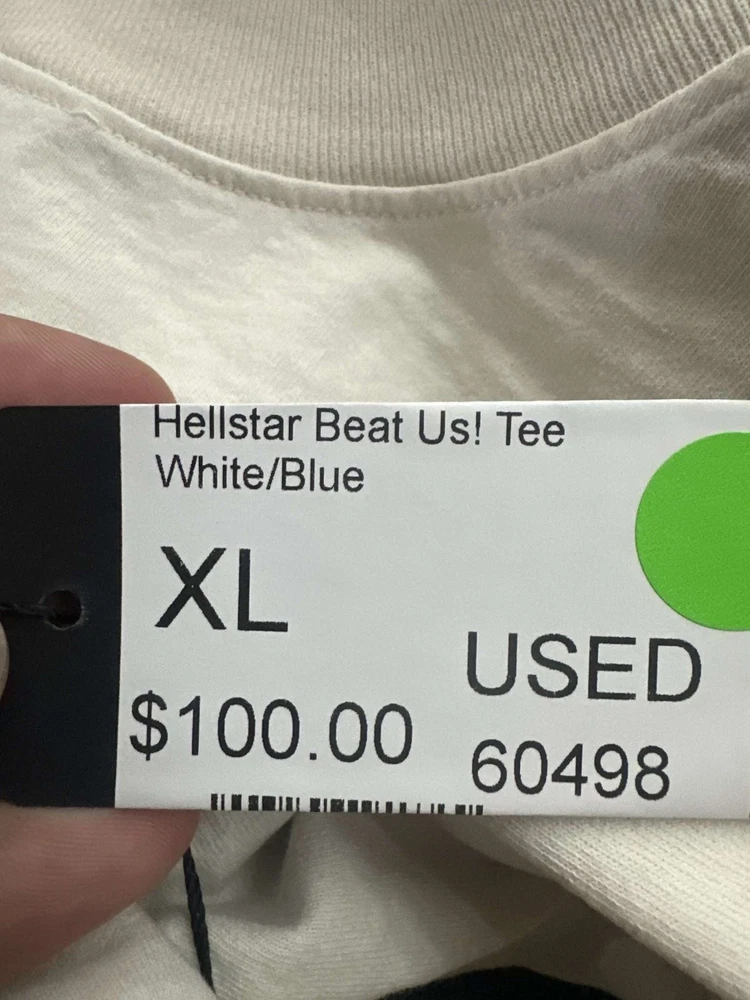 Hellstar Beat Us! Tee
White/Blue
XL
USED
$100.00
60498